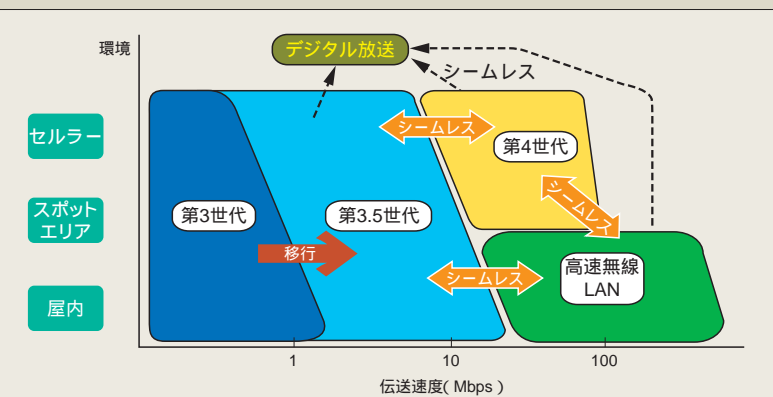 環境
デジタル放送
シームレス
セルラー
シームレス
第4世代
スポット
エリア
第3世代
第3.5世代
シームレス
移行
シームレス
高速無線
LAN
屋内
1
10
100
伝送速度( Mbps )